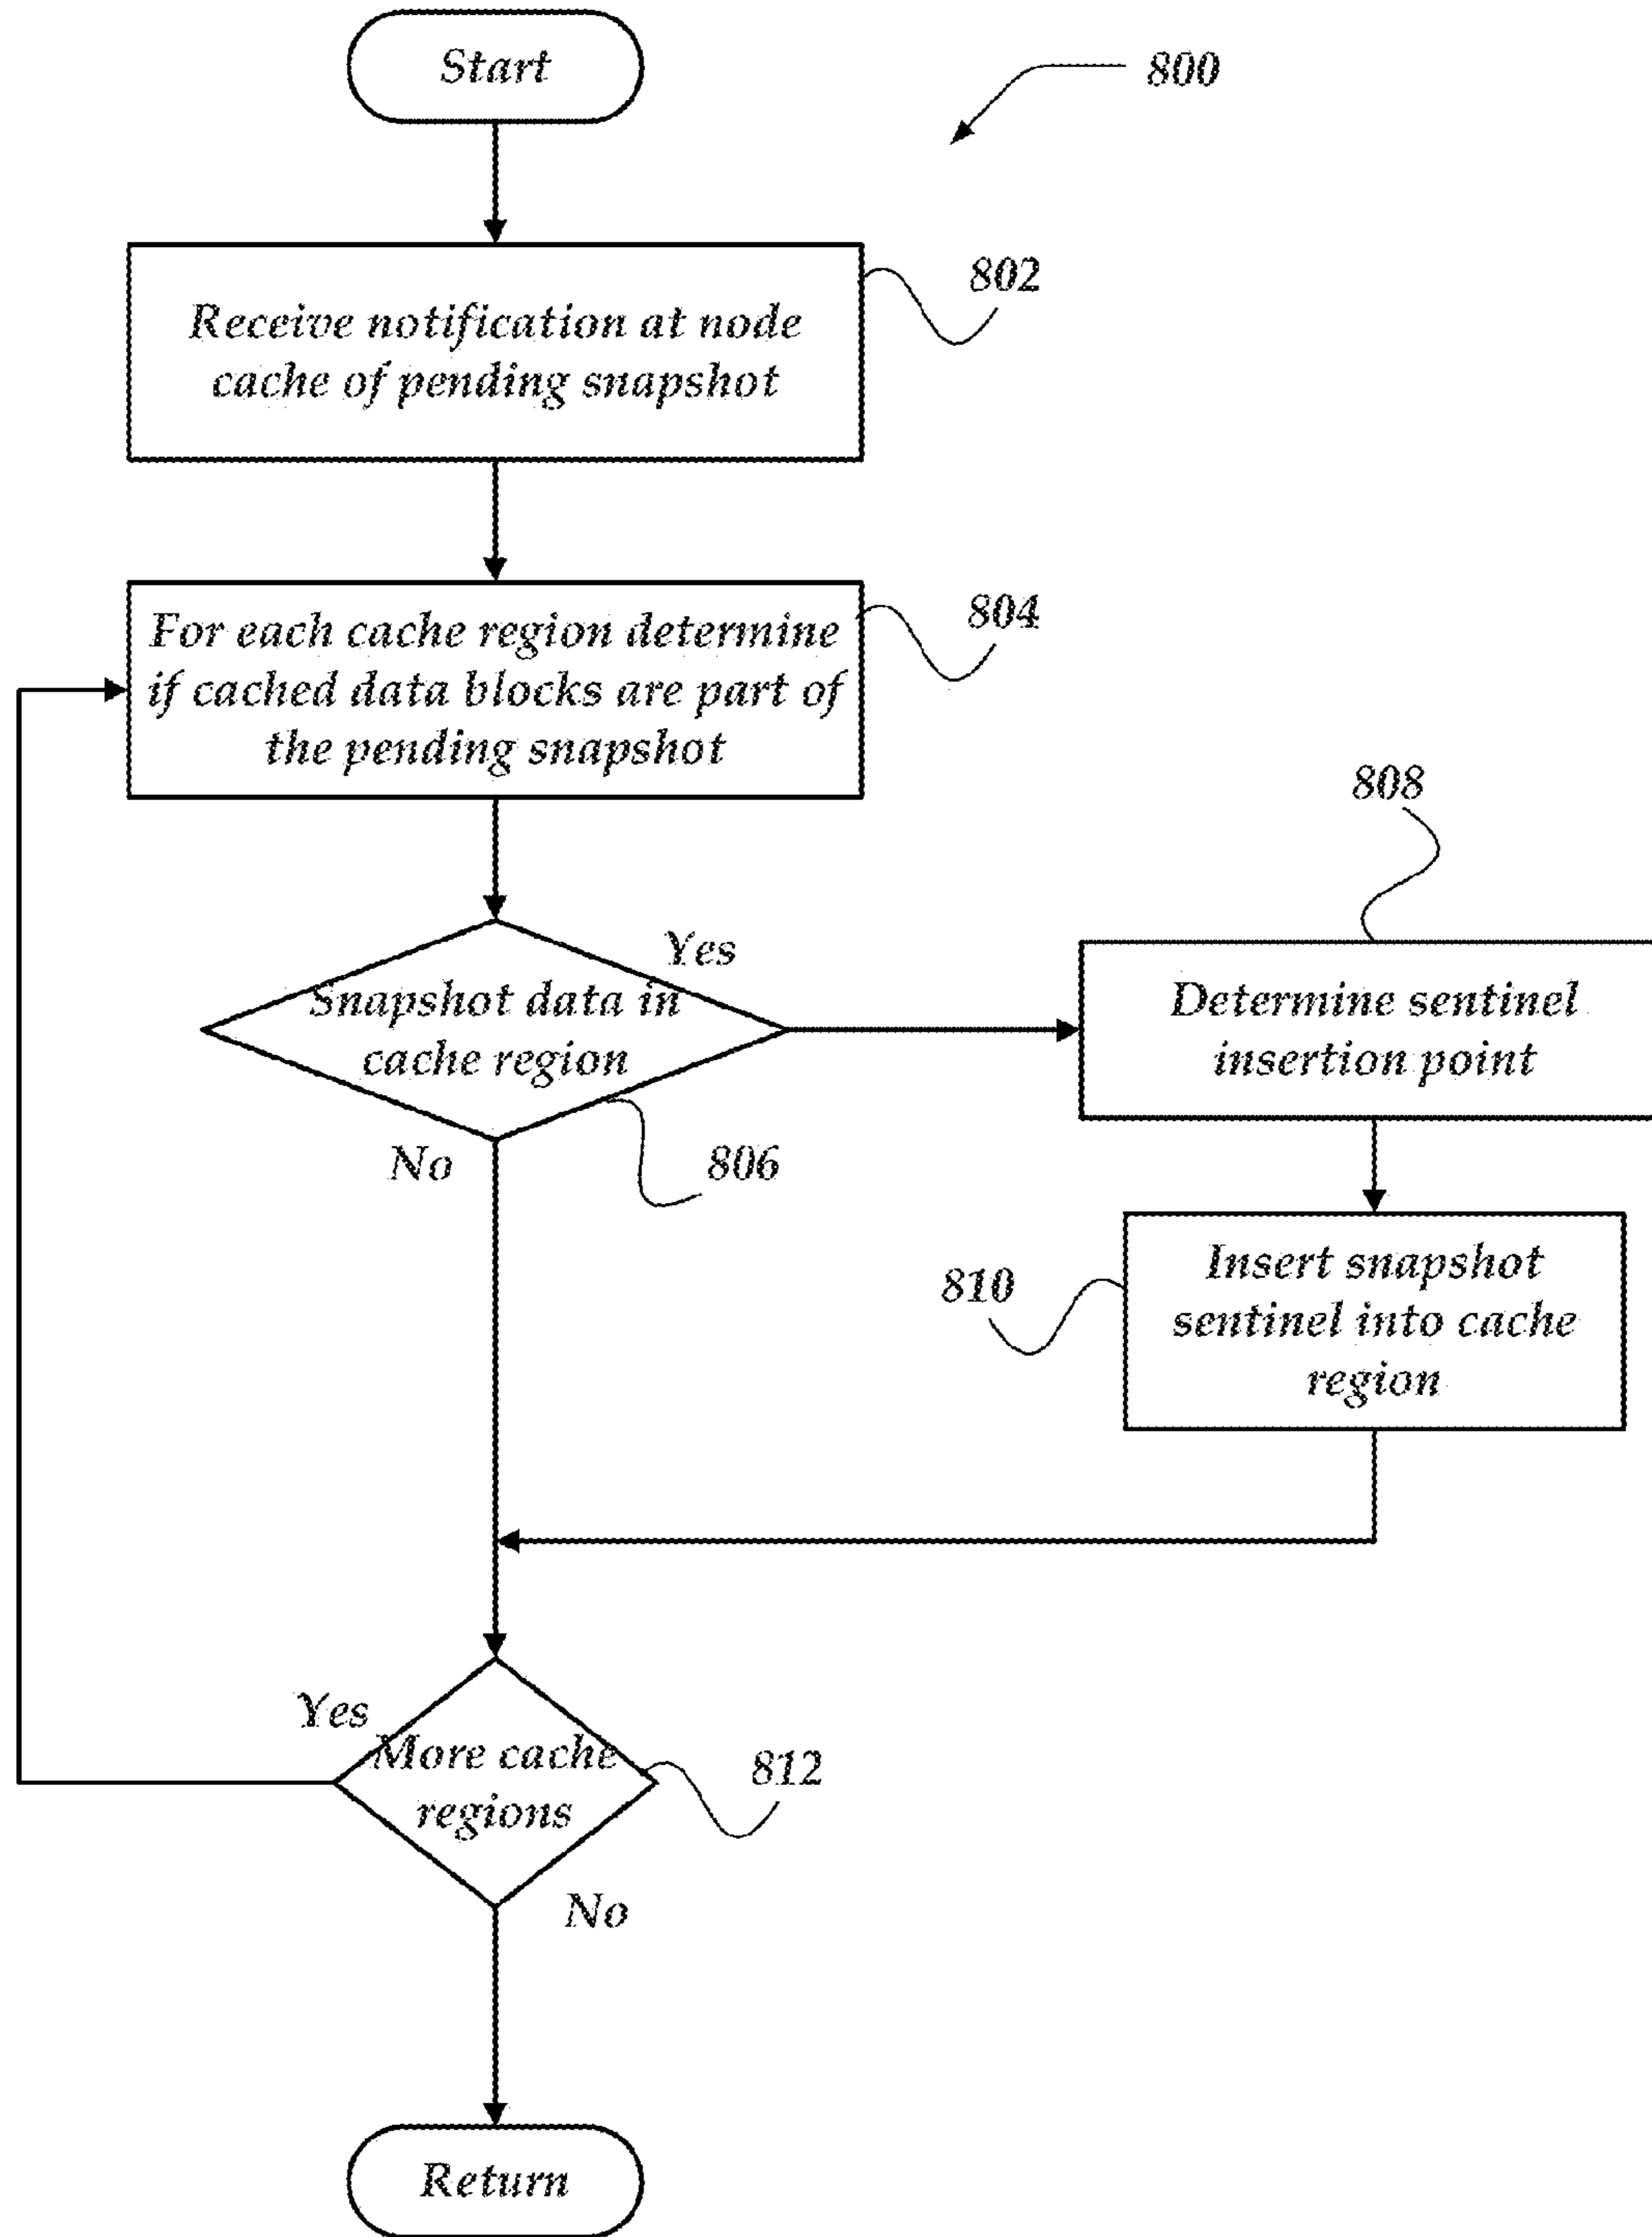 Start
800
Receive notification at node
cache of pending snapshot
802
For each cache region determine
if cached data blocks are part of
the pending snapshot
804
Snapshot data in
cache region
Yes
No
806
808
Determine sentinel
insertion point
810
Insert snapshot
sentinel into cache
region
Yes
More cache
regions
812
No
Return